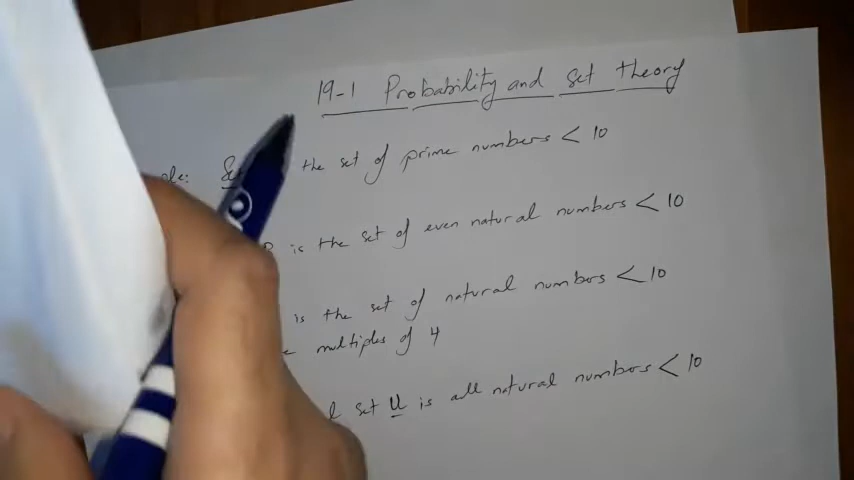 19-1 Probability and set theory
the set of prime numbers < 10
is the set of even natural numbers < 10
is the set of natural numbers < 10
multiples of 4
set U is all natural numbers < 10